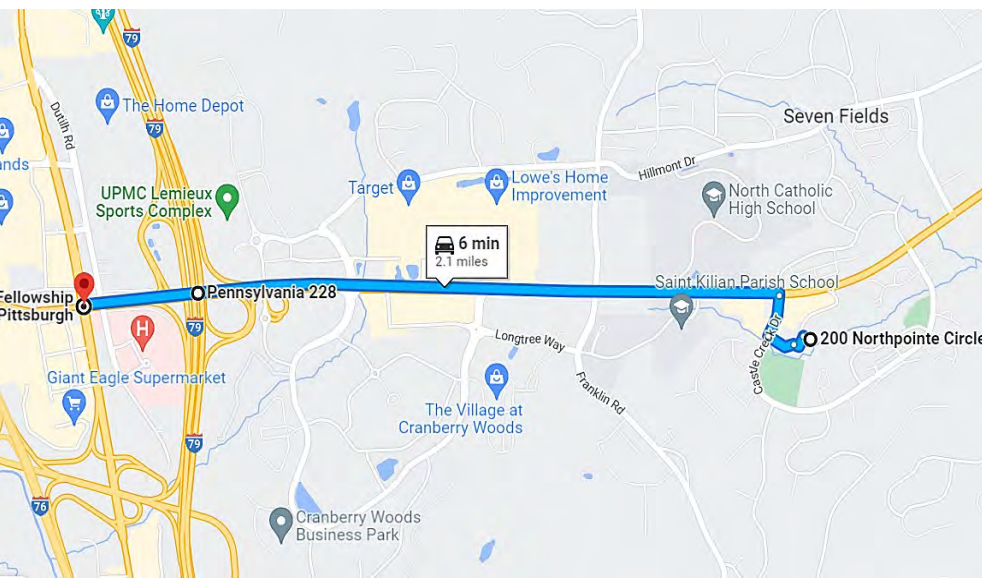 79
Dutilh Rd
The Home Depot
79
ands
UPMC Lemieux
Sports Complex
Target
Lowe's Home
Improvement
Hillmont Dr
Seven Fields
North Catholic
High School
6 min
2.1 miles
Fellowship
Pittsburgh
Pennsylvania 228
Saint Kilian Parish School
79
H
Longtree Way
Castle Creek Dr
200 Northpointe Circle
Giant Eagle Supermarket
Franklin Rd
The Village at
Cranberry Woods
79
76
Cranberry Woods
Business Park